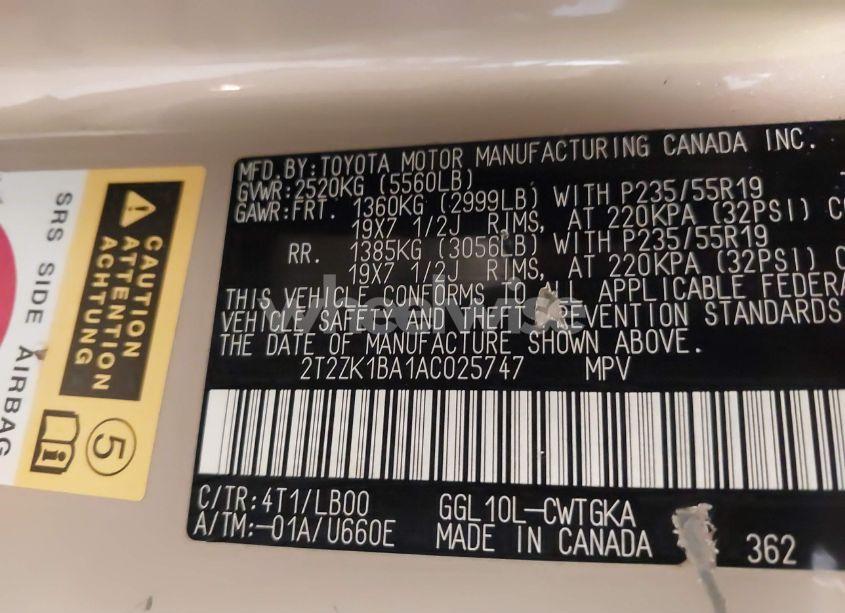 MFD. BY: TOYOTA MOTOR MANUFACTURING CANADA INC.
GVWR: 2520KG (5560LB)
GAWR: FRT. 1360KG (2999LB) WITH P235/55R19
19X7 1/2J RIMS, AT 220KPA (32PSI) CO
RR. 1385KG (3056LB) WITH P235/55R19
19X7 1/2J RIMS, AT 220KPA (32PSI) CO
THIS VEHICLE CONFORMS TO ALL APPLICABLE FEDERA
VEHICLE SAFETY AND THEFT REVENTION STANDARDS
THE DATE OF MANUFACTURE SHOWN ABOVE.
2T2ZK1BA1AC025747 MPV
C/TR: 4T1/LB00 GGL10L-CWTGKA
A/TM: -01A/U660E MADE IN CANADA 362
SRS SIDE AIRBAG
CAUTION
ATTENTION
ACHTUNG
5
i